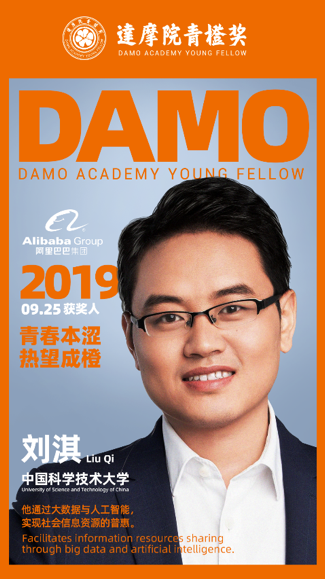 達摩院青橙奖
DAMO ACADEMY YOUNG FELLOW
DAMO
DAMO ACADEMY YOUNG FELLOW
Alibaba Group
阿里巴巴集团
2019
09.25 获奖人
青春本涩
热望成橙
刘淇 Liu Qi
中国科学技术大学
University of Science and Technology of China
他通过大数据与人工智能，
实现社会信息资源的普惠。
Facilitates information resources sharing
through big data and artificial intelligence.